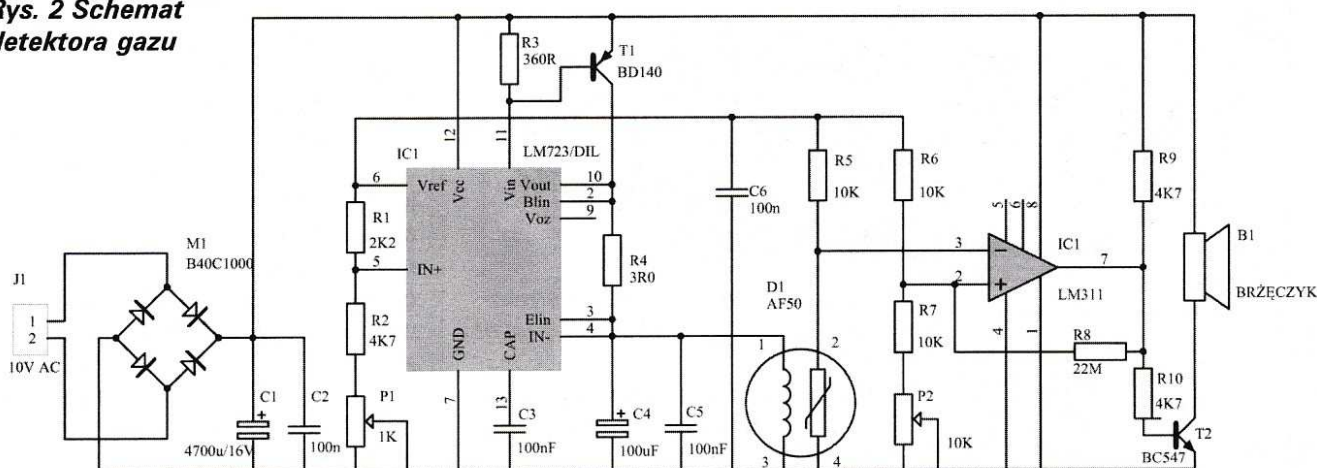 Rys. 2 Schemat
detektora gazu
R3
360R
T1
BD140
12
11
IC1
LM723/DIL
6
Vref
Vcc
Vin
Vout
10
Blin
2
Voz
9
R1
2K2
5
IN+
R2
4K7
GND
CAP
Elin
3
IN-
4
7
13
P1
1K
R4
3R0
C6
100n
R5
10K
R6
10K
M1
B40C1000
J1
1
2
10V AC
C1
+
4700u/16V
C2
100n
C3
100nF
C4
+
100uF
C5
100nF
D1
AF50
1
2
3
4
R7
10K
P2
10K
3
2
5
6
8
IC1
LM311
7
4
1
R8
22M
R9
4K7
R10
4K7
B1
BRZĘCZYK
T2
BC547